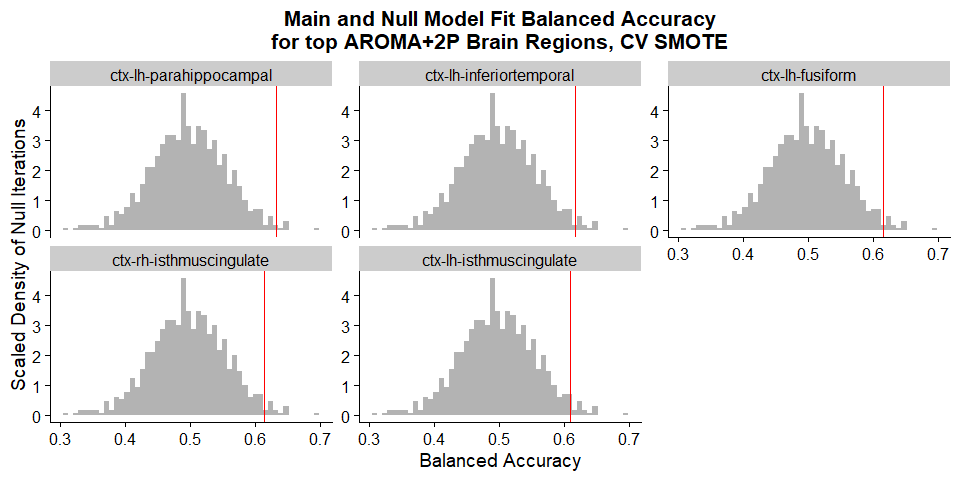 Main and Null Model Fit Balanced Accuracy
for top AROMA+2P Brain Regions, CV SMOTE
ctx-lh-parahippocampal
ctx-lh-inferiortemporal
ctx-lh-fusiform
4
3
2
1
0
4
3
2
1
0
4
3
2
1
0
0.3 0.4 0.5 0.6 0.7
Scaled Density of Null Iterations
ctx-rh-isthmuscingulate
ctx-lh-isthmuscingulate
4
3
2
1
0
4
3
2
1
0
0.3 0.4 0.5 0.6 0.7
0.3 0.4 0.5 0.6 0.7
Balanced Accuracy